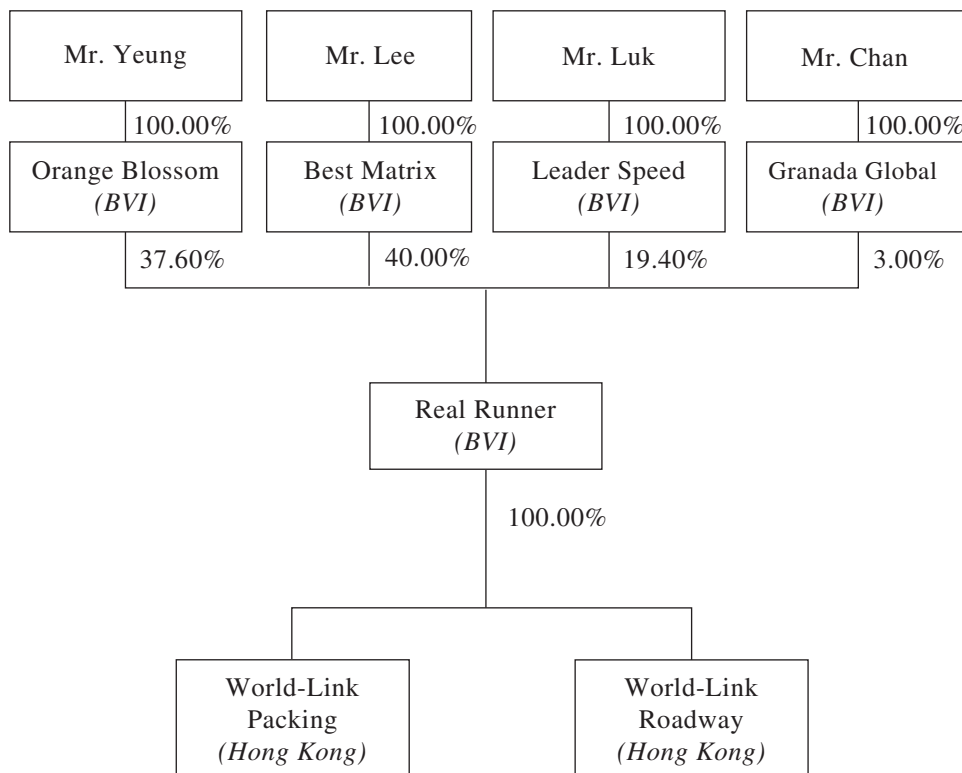 Mr. Yeung
Mr. Lee
Mr. Luk
Mr. Chan
100.00%
100.00%
100.00%
100.00%
Orange Blossom
(BVI)
Best Matrix
(BVI)
Leader Speed
(BVI)
Granada Global
(BVI)
37.60%
40.00%
19.40%
3.00%
Real Runner
(BVI)
100.00%
World-Link
Packing
(Hong Kong)
World-Link
Roadway
(Hong Kong)